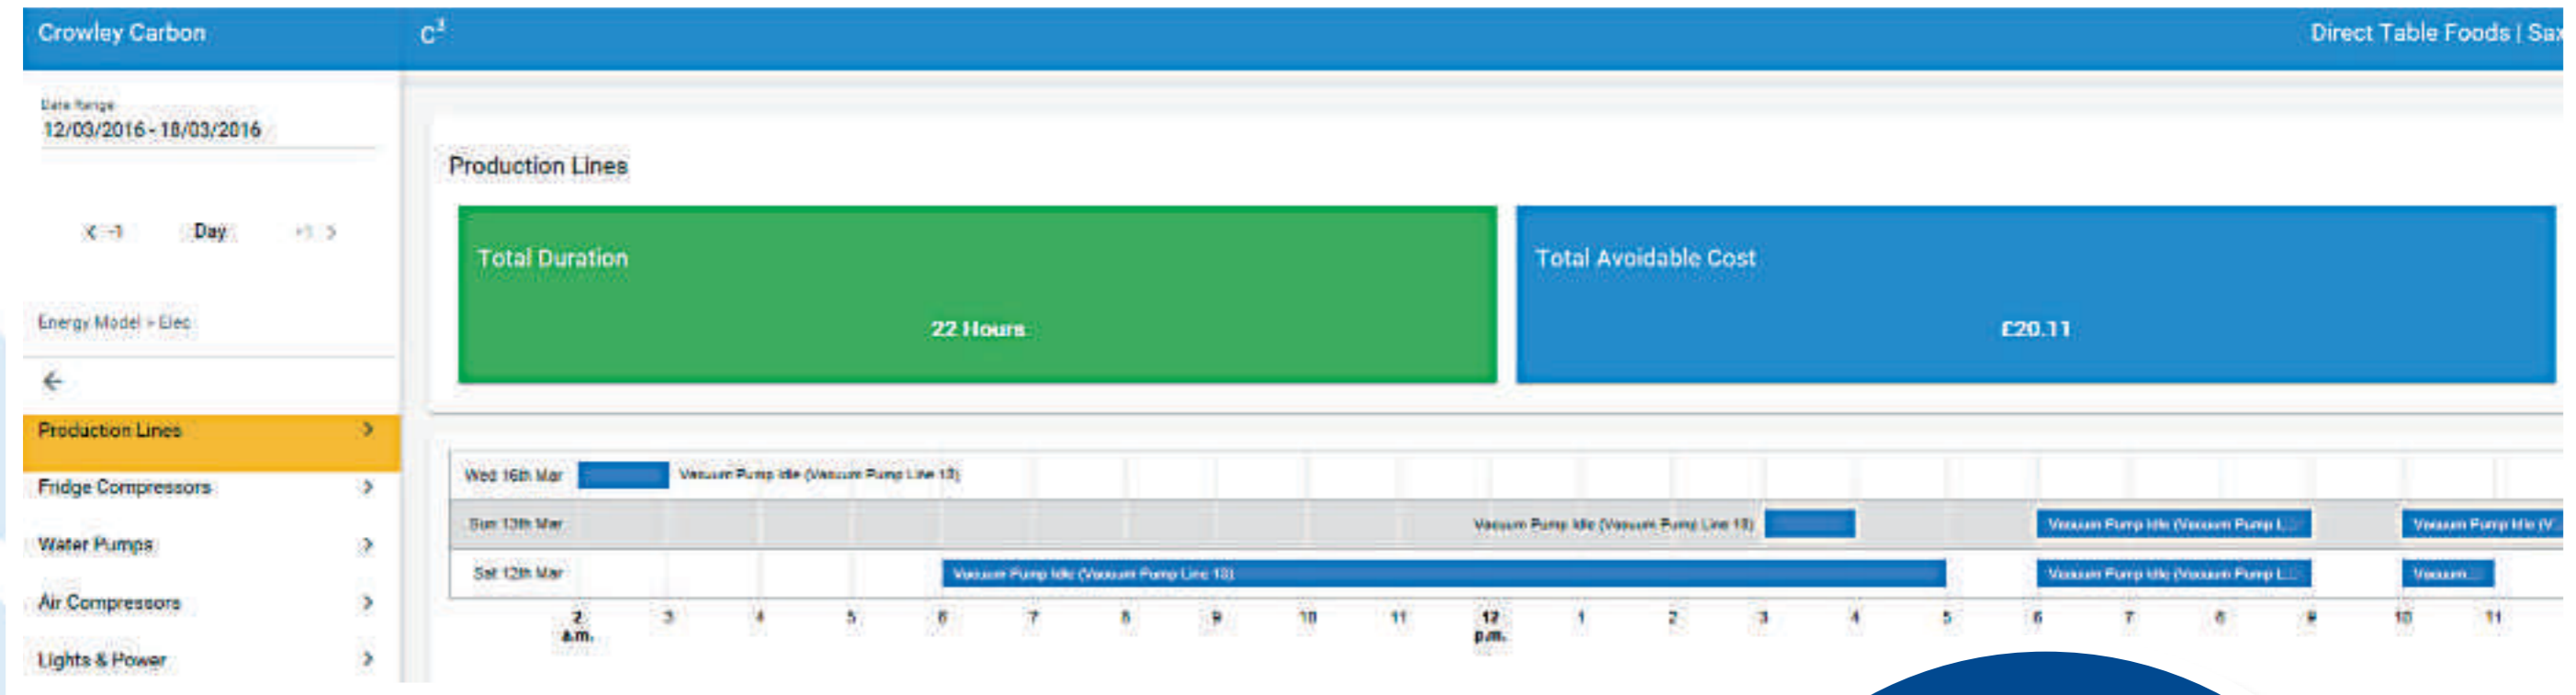 Crowley Carbon
C³
Direct Table Foods | Sax
Date Range
12/03/2016 - 18/03/2016
Production Lines
< -1 Day +1 >
Total Duration
22 Hours
Total Avoidable Cost
£20.11
Energy Model > Elec
Production Lines
Fridge Compressors
Water Pumps
Air Compressors
Lights & Power
Wed 16th Mar Vacuum Pump Idle (Vacuum Pump Line 13)
Sun 13th Mar Vacuum Pump Idle (Vacuum Pump Line 13) Vacuum Pump Idle (Vacuum Pump L... Vacuum Pump Idle (V
Sat 12th Mar Vacuum Pump Idle (Vacuum Pump Line 13) Vacuum Pump Idle (Vacuum Pump L... Vacuum...
2 3 4 5 6 7 8 9 10 11 12 1 2 3 4 5 6 7 8 9 10 11
a.m. p.m.